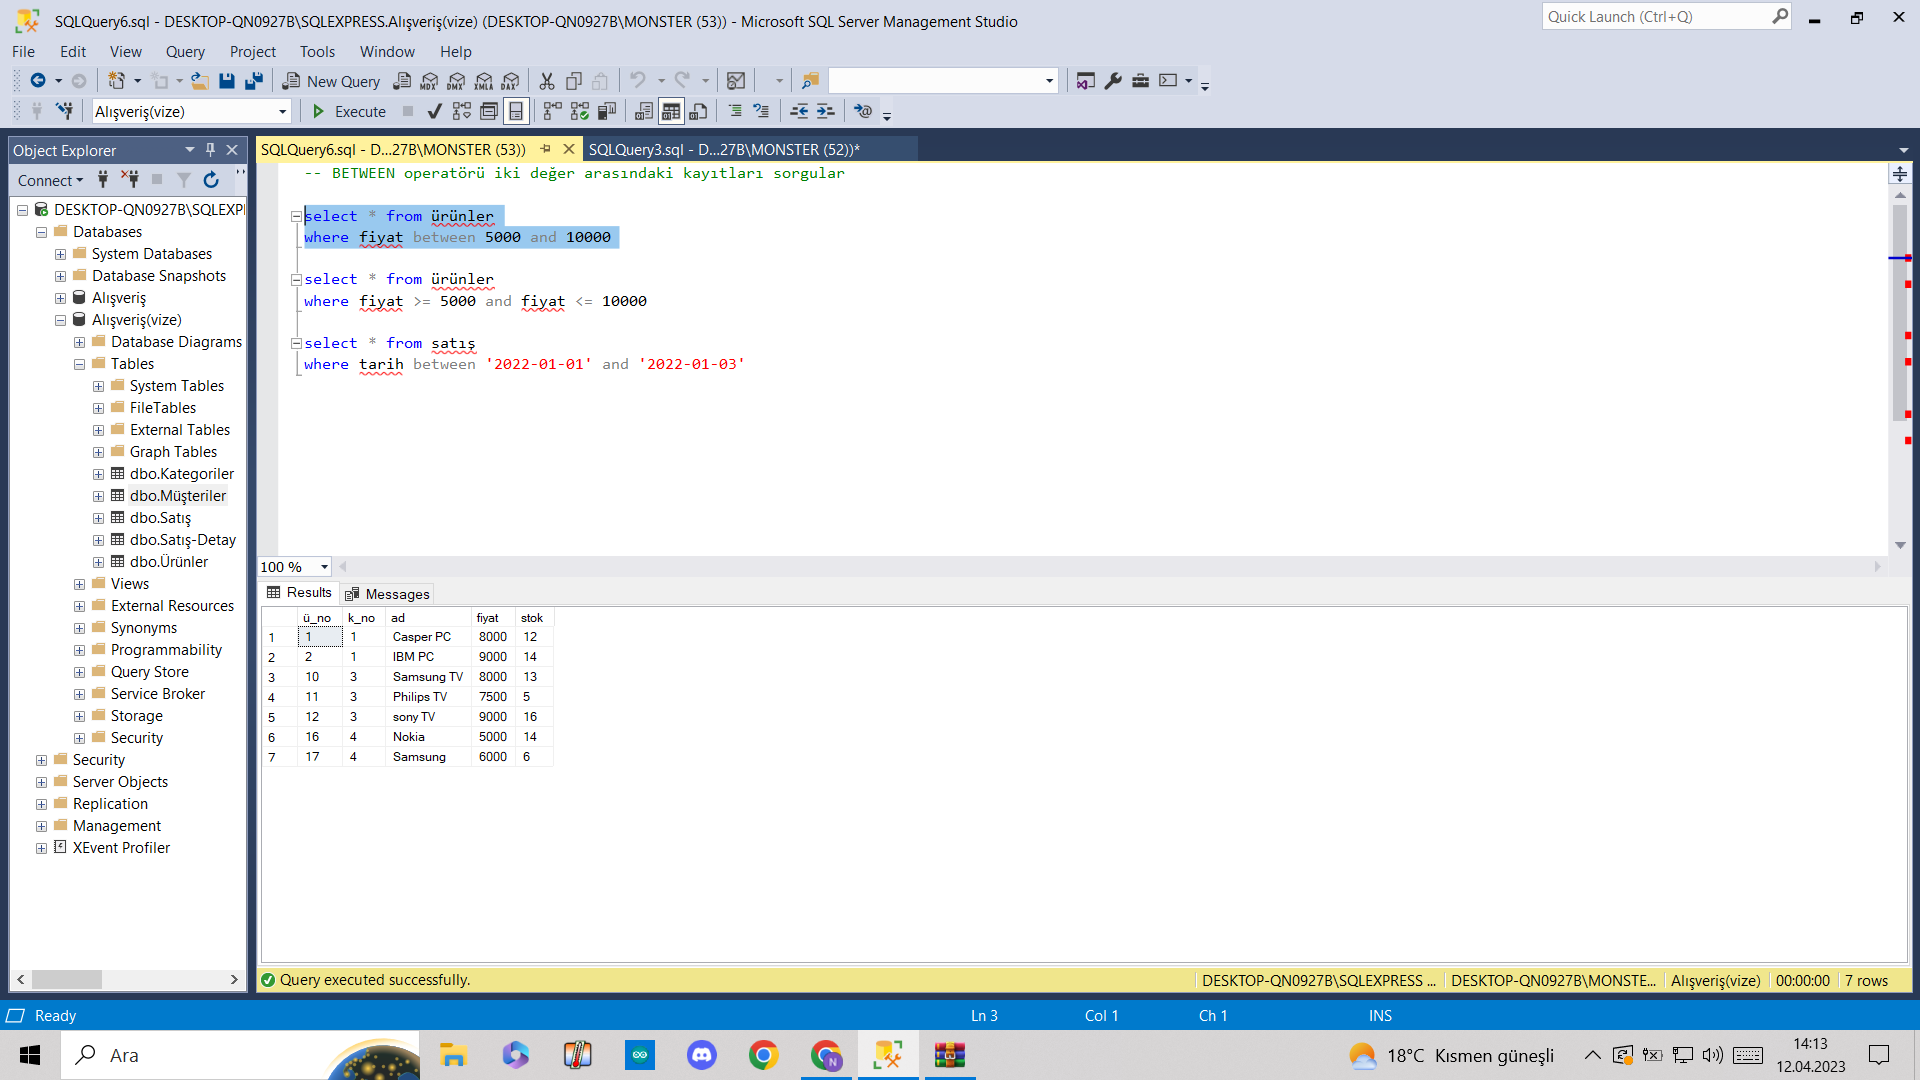 SQLQuery6.sql - DESKTOP-QN0927B\SQLEXPRESS.Alışveriş(vize) (DESKTOP-QN0927B\MONSTER (53)) - Microsoft SQL Server Management Studio
Quick Launch (Ctrl+Q)
File Edit View Query Project Tools Window Help
New Query
MDX DMX XMLA DAX
Alışveriş(vize)
Execute
Object Explorer
Connect
DESKTOP-QN0927B\SQLEXPI
Databases
System Databases
Database Snapshots
Alışveriş
Alışveriş(vize)
Database Diagrams
Tables
System Tables
FileTables
External Tables
Graph Tables
dbo.Kategoriler
dbo.Müşteriler
dbo.Satış
dbo.Satış-Detay
dbo.Ürünler
Views
External Resources
Synonyms
Programmability
Query Store
Service Broker
Storage
Security
Security
Server Objects
Replication
Management
XEvent Profiler
SQLQuery6.sql - D...27B\MONSTER (53))
SQLQuery3.sql - D...27B\MONSTER (52))*
-- BETWEEN operatörü iki değer arasındaki kayıtları sorgular
select * from ürünler
where fiyat between 5000 and 10000
select * from ürünler
where fiyat >= 5000 and fiyat <= 10000
select * from satış
where tarih between '2022-01-01' and '2022-01-03'
100 %
Results Messages
ü_no k_no ad fiyat stok
1 1 1 Casper PC 8000 12
2 2 1 IBM PC 9000 14
3 10 3 Samsung TV 8000 13
4 11 3 Philips TV 7500 5
5 12 3 sony TV 9000 16
6 16 4 Nokia 5000 14
7 17 4 Samsung 6000 6
Query executed successfully.
DESKTOP-QN0927B\SQLEXPRESS ... DESKTOP-QN0927B\MONSTE... Alışveriş(vize) 00:00:00 7 rows
Ready
Ln 3 Col 1 Ch 1 INS
Ara
18°C Kısmen güneşli
14:13
12.04.2023